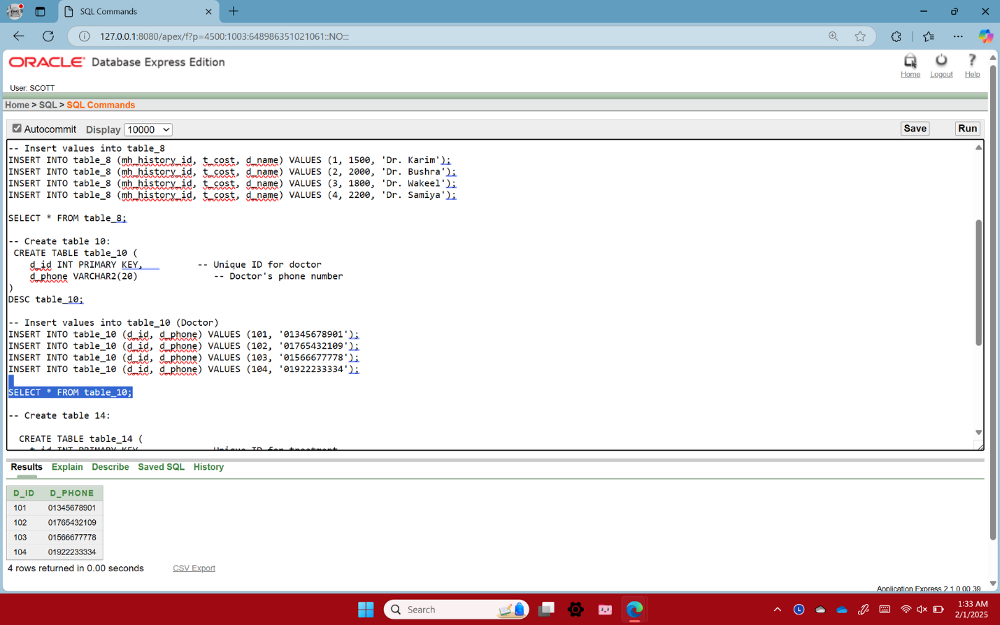 SQL Commands
127.0.0.1:8080/apex/f?p=4500:1003:648986351021061::NO:::
ORACLE Database Express Edition
Home Logout Help
User: SCOTT
Home > SQL > SQL Commands
Autocommit Display 10000 Save Run
-- Insert values into table_8
INSERT INTO table_8 (mh_history_id, t_cost, d_name) VALUES (1, 1500, 'Dr. Karim');
INSERT INTO table_8 (mh_history_id, t_cost, d_name) VALUES (2, 2000, 'Dr. Bushra');
INSERT INTO table_8 (mh_history_id, t_cost, d_name) VALUES (3, 1800, 'Dr. Wakeel');
INSERT INTO table_8 (mh_history_id, t_cost, d_name) VALUES (4, 2200, 'Dr. Samiya');
SELECT * FROM table_8;
-- Create table 10:
CREATE TABLE table_10 (
d_id INT PRIMARY KEY, -- Unique ID for doctor
d_phone VARCHAR2(20) -- Doctor's phone number
)
DESC table_10;
-- Insert values into table_10 (Doctor)
INSERT INTO table_10 (d_id, d_phone) VALUES (101, '01345678901');
INSERT INTO table_10 (d_id, d_phone) VALUES (102, '01765432109');
INSERT INTO table_10 (d_id, d_phone) VALUES (103, '01566677778');
INSERT INTO table_10 (d_id, d_phone) VALUES (104, '01922233334');
SELECT * FROM table_10;
-- Create table 14:
CREATE TABLE table_14 (
t_id INT PRIMARY KEY, -- Unique ID for treatment
Results Explain Describe Saved SQL History
D_ID D_PHONE
101 01345678901
102 01765432109
103 01566677778
104 01922233334
4 rows returned in 0.00 seconds CSV Export
Application Express 2.1.0.00.39
Search
1:33 AM
2/1/2025